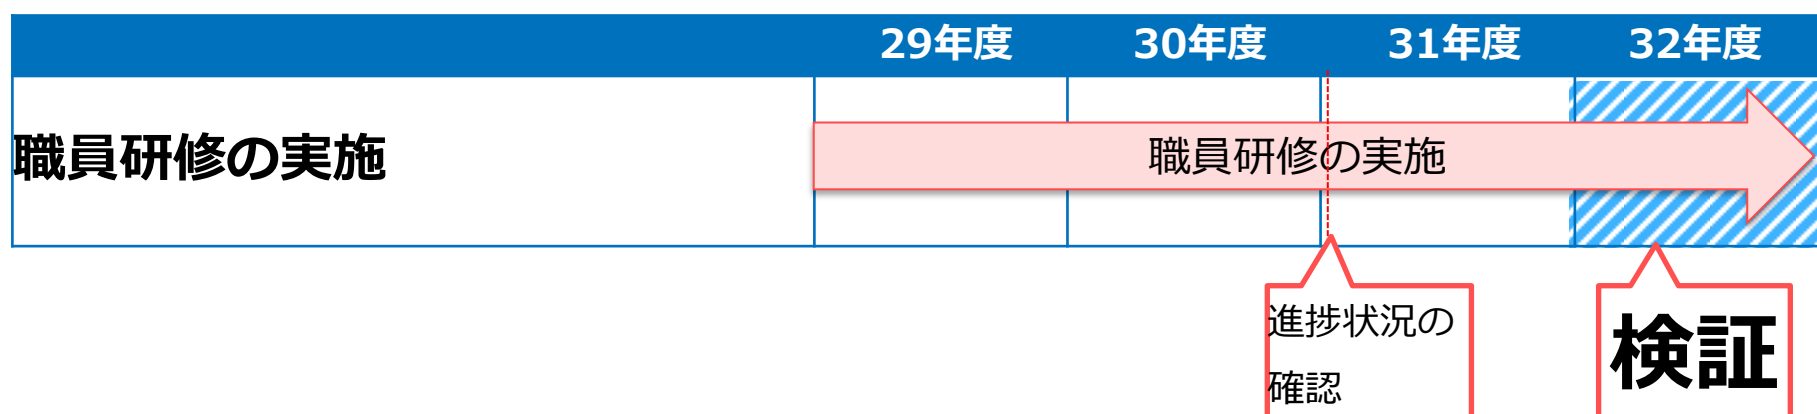 29年度 30年度 31年度 32年度
職員研修の実施
職員研修の実施
進捗状況の
確認
検証